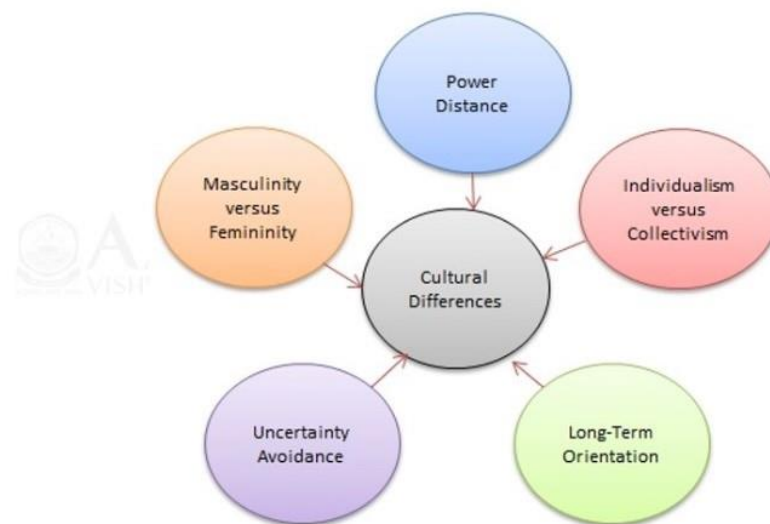 Power
Distance
Masculinity
versus
Femininity
Individualism
versus
Collectivism
Cultural
Differences
Uncertainty
Avoidance
Long-Term
Orientation